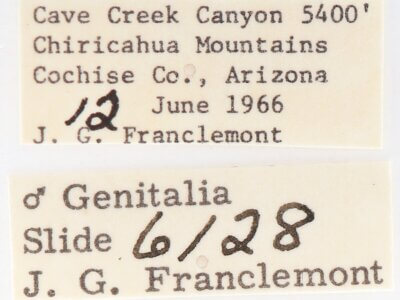 Cave Creek Canyon 5400'
Chiricahua Mountains
Cochise Co., Arizona
12 June 1966
J. G. Franclemont
♂ Genitalia
Slide 6128
J. G. Franclemont